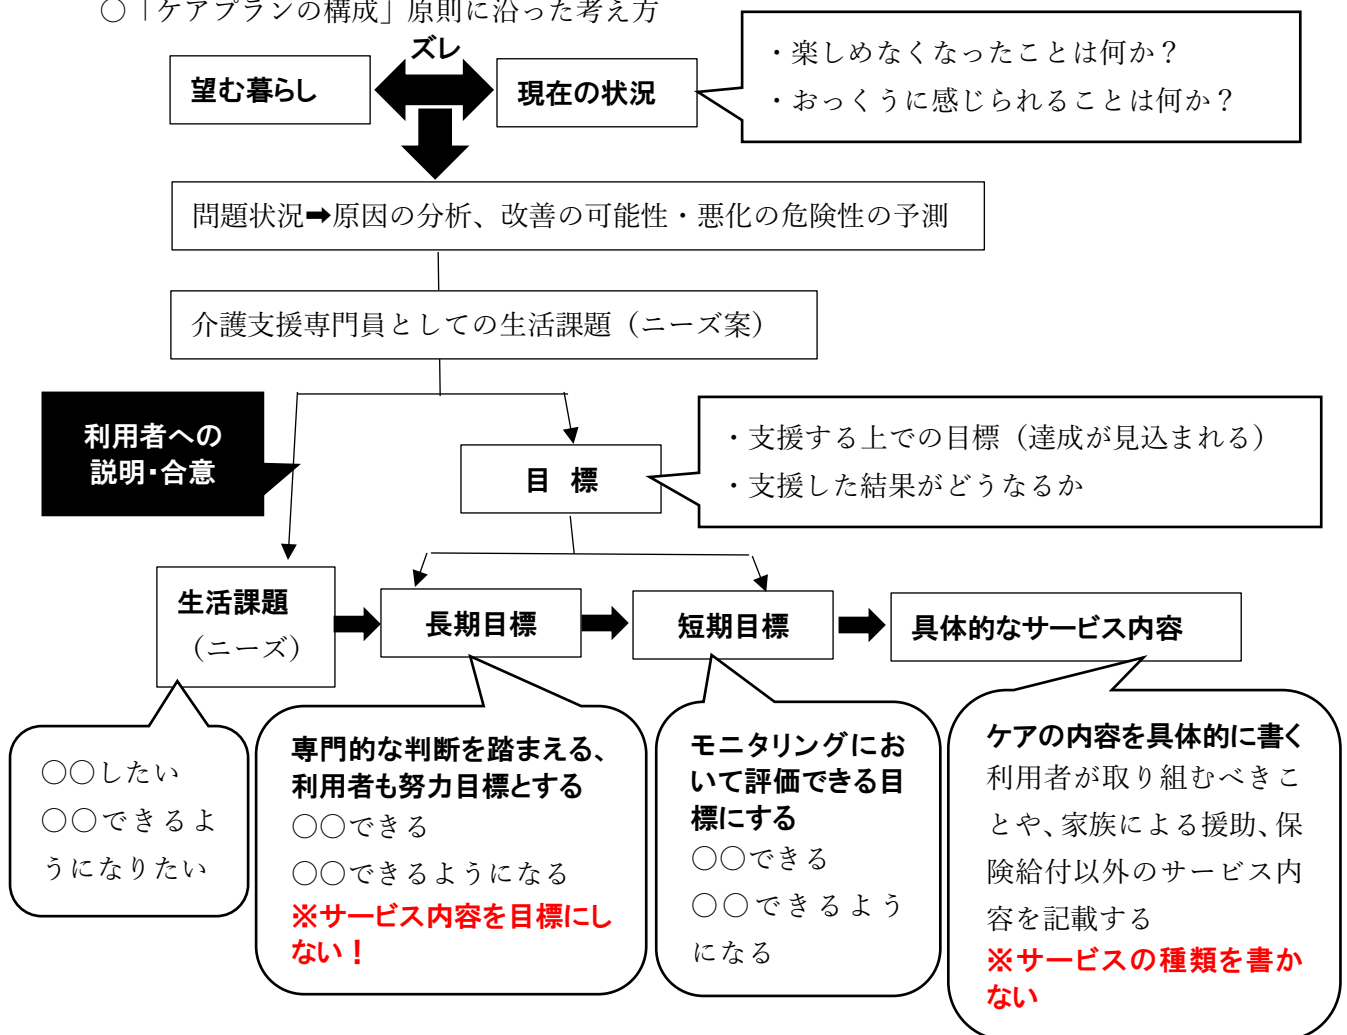 ○「ケアプランの構成」原則に沿った考え方
ズレ
望む暮らし
現在の状況
・楽しめなくなったことは何か？
・おっくうに感じられることは何か？
問題状況➡原因の分析、改善の可能性・悪化の危険性の予測
介護支援専門員としての生活課題（ニーズ案）
利用者への
説明・合意
目 標
・支援する上での目標（達成が見込まれる）
・支援した結果がどうなるか
生活課題
（ニーズ）
長期目標
短期目標
具体的なサービス内容
○○したい
○○できるよ
うになりたい
専門的な判断を踏まえる、
利用者も努力目標とする
○○できる
○○できるようになる
※サービス内容を目標にし
ない！
モニタリングにお
いて評価できる目
標にする
○○できる
○○できるよう
になる
ケアの内容を具体的に書く
利用者が取り組むべきこ
とや、家族による援助、保
険給付以外のサービス内
容を記載する
※サービスの種類を書か
ない